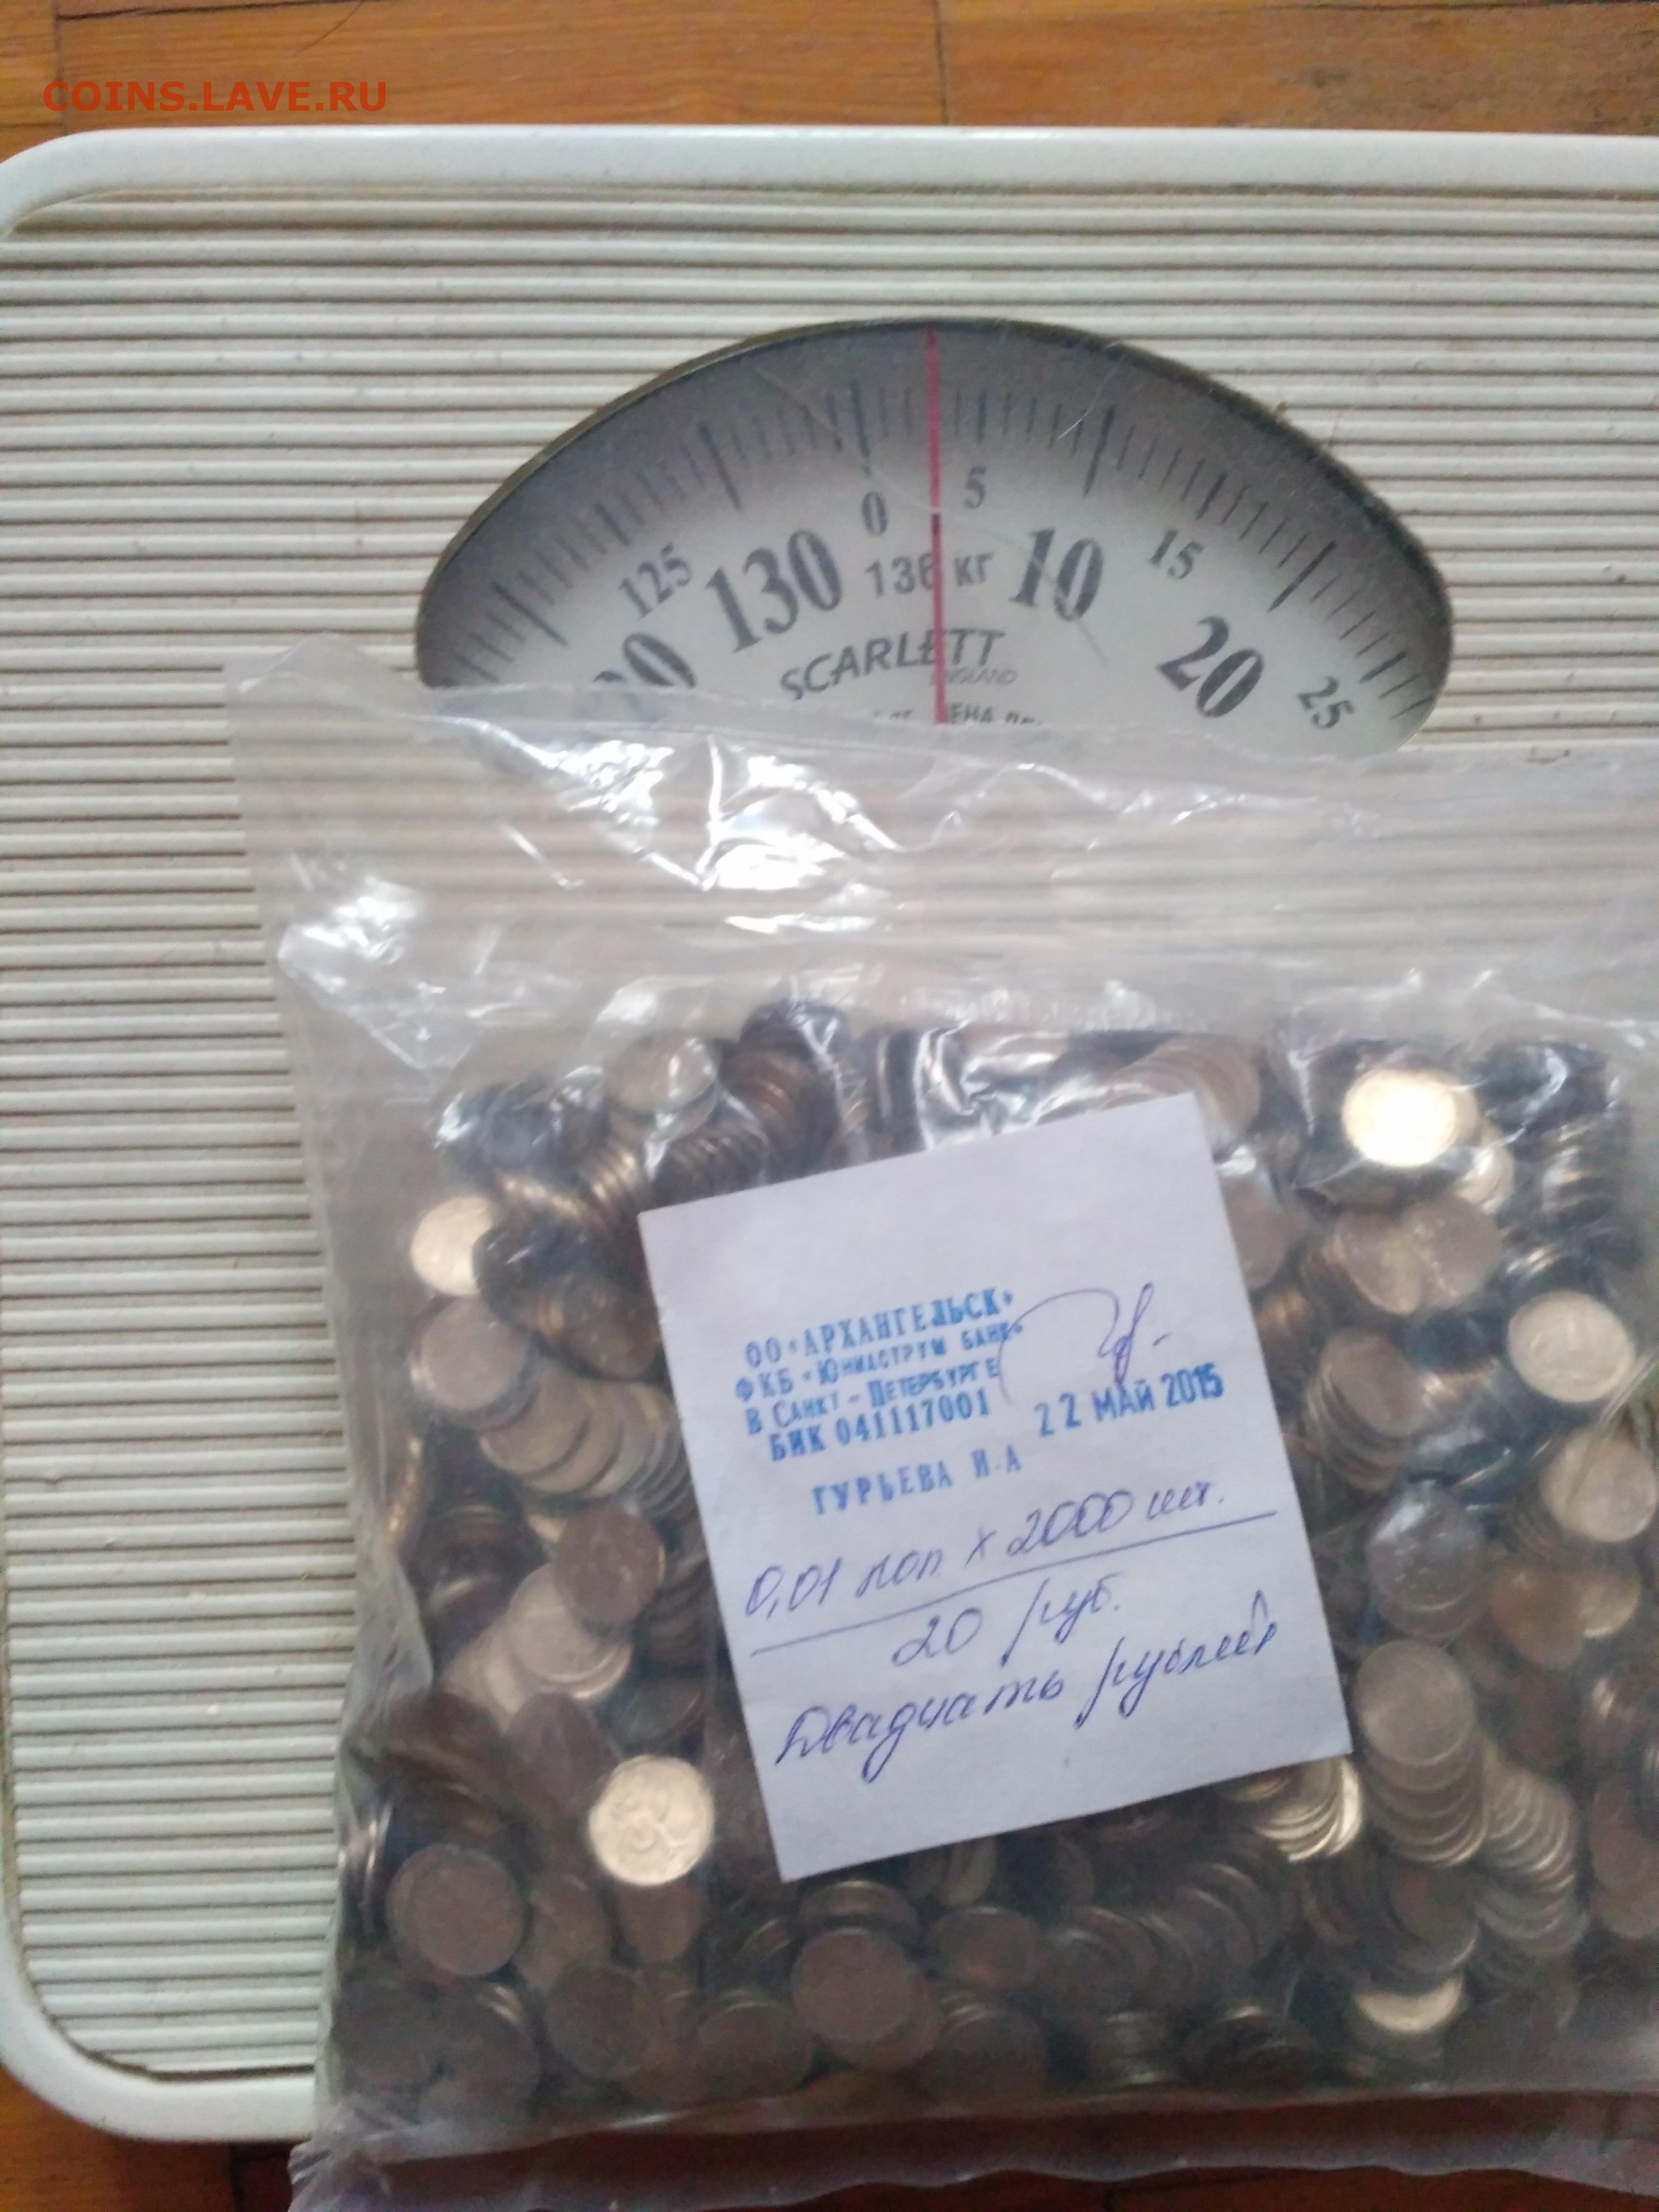 COINS.LAVE.RU
0
5
125
130
136 кг
10
15
20
25
SCARLETT
ENGLAND
ОО «АРХАНГЕЛЬСК»
ФКБ «ЮНИАСТРУМ БАНК»
В САНКТ-ПЕТЕРБУРГЕ
БИК 041117001
22 МАЙ 2015
ГУРЬЕВА И.А
0,01 коп х 2000 шт.
20 руб.
Двадцать рублей